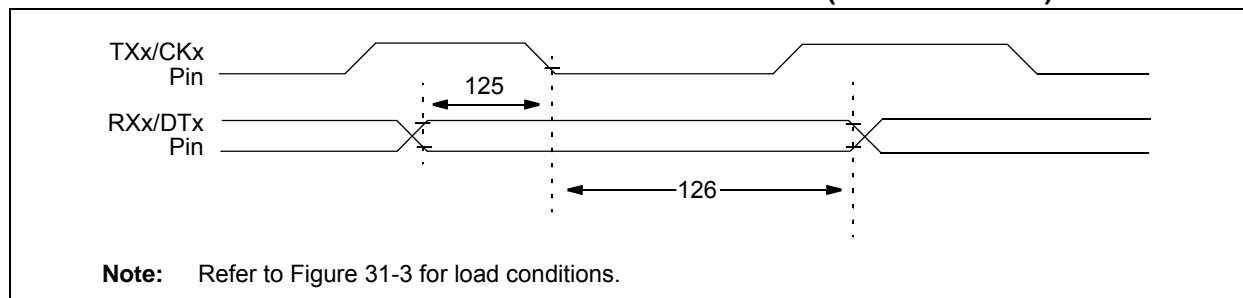 TXx/CKx
Pin
125
RXx/DTx
Pin
126
Note: Refer to Figure 31-3 for load conditions.